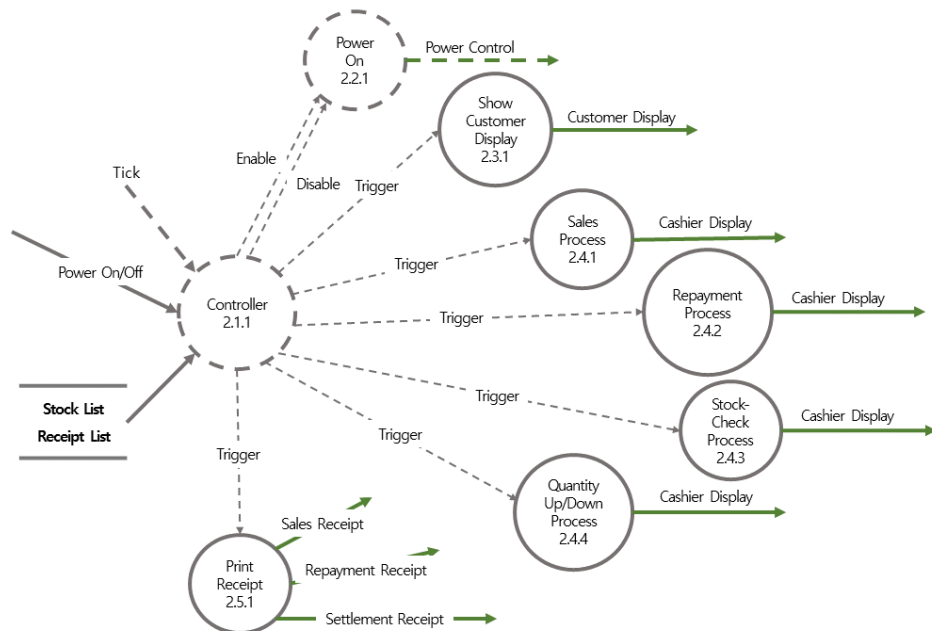 Power
On
2.2.1
Power Control
Show
Customer
Display
2.3.1
Customer Display
Enable
Disable
Trigger
Tick
Sales
Process
2.4.1
Cashier Display
Power On/Off
Trigger
Controller
2.1.1
Repayment
Process
2.4.2
Cashier Display
Trigger
Stock List
Receipt List
Trigger
Stock-
Check
Process
2.4.3
Cashier Display
Trigger
Trigger
Quantity
Up/Down
Process
2.4.4
Cashier Display
Sales Receipt
Print
Receipt
2.5.1
Repayment Receipt
Settlement Receipt